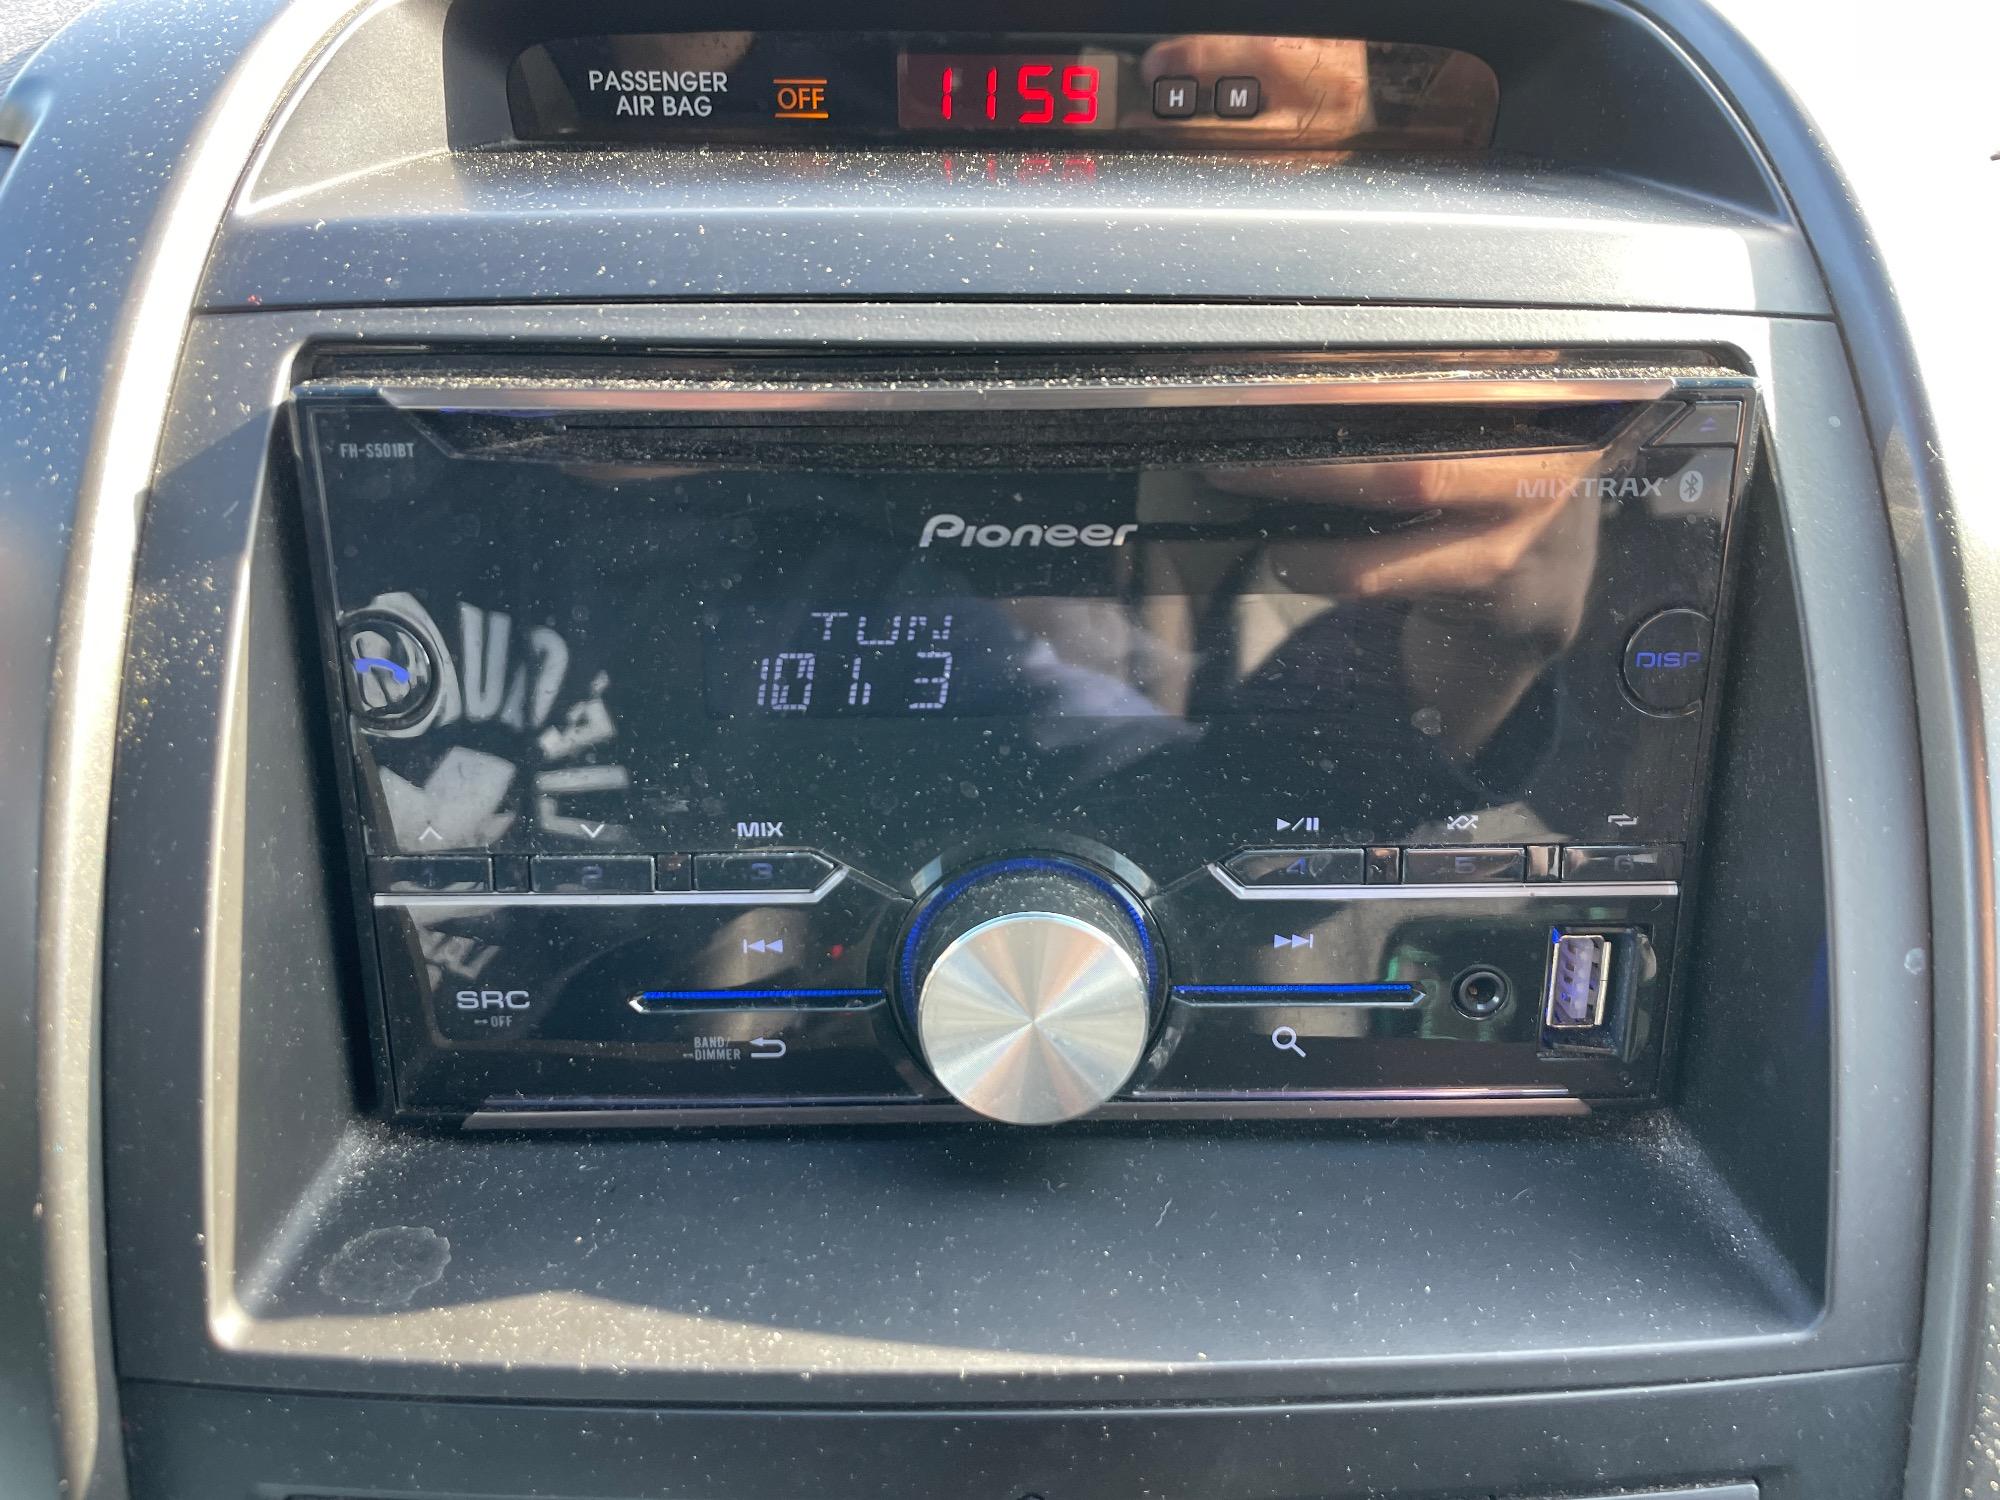 PASSENGER
AIR BAG
OFF
1159
H
M
FH-S501BT
MIXTRAX
Pioneer
TUN
101.3
DISP
MIX
1
2
3
4
5
6
SRC
OFF
BAND/
DIMMER